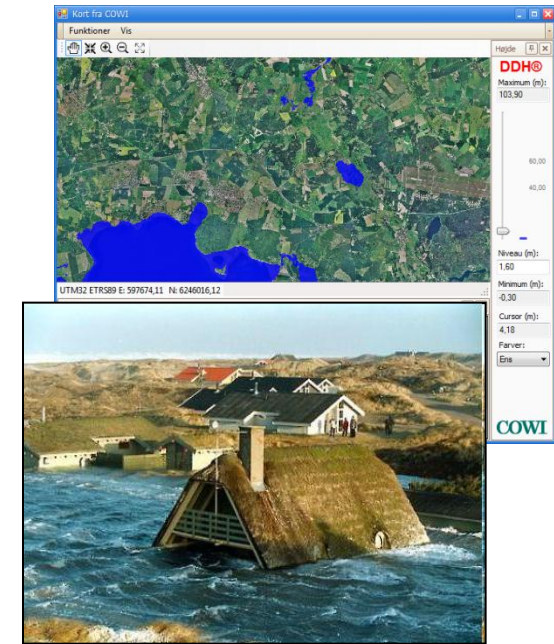 Kort fra COWI
Funktioner Vis
Højde
DDH®
Maximum (m):
103,90
60,00
40,00
Niveau (m):
1,60
Minimum (m):
-0,30
Cursor (m):
4,18
Farver:
Ens
COWI
UTM32 ETRS89 E: 597674,11 N: 6246016,12